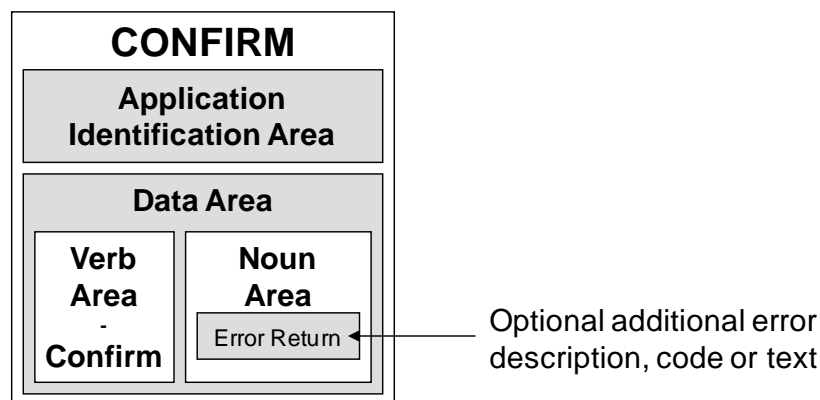 CONFIRM
Application
Identification Area
Data Area
Verb
Area
-
Confirm
Noun
Area
Error Return
Optional additional error
description, code or text